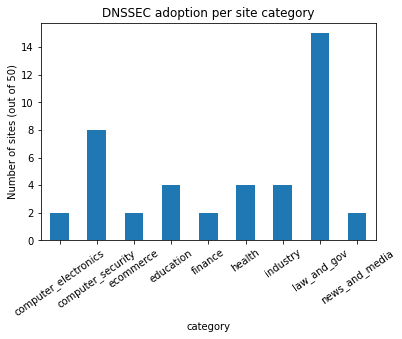 DNSSEC adoption per site category
Number of sites (out of 50)
14
12
10
8
6
4
2
0
computer_electronics
computer_security
ecommerce
education
finance
health
industry
law_and_gov
news_and_media
category